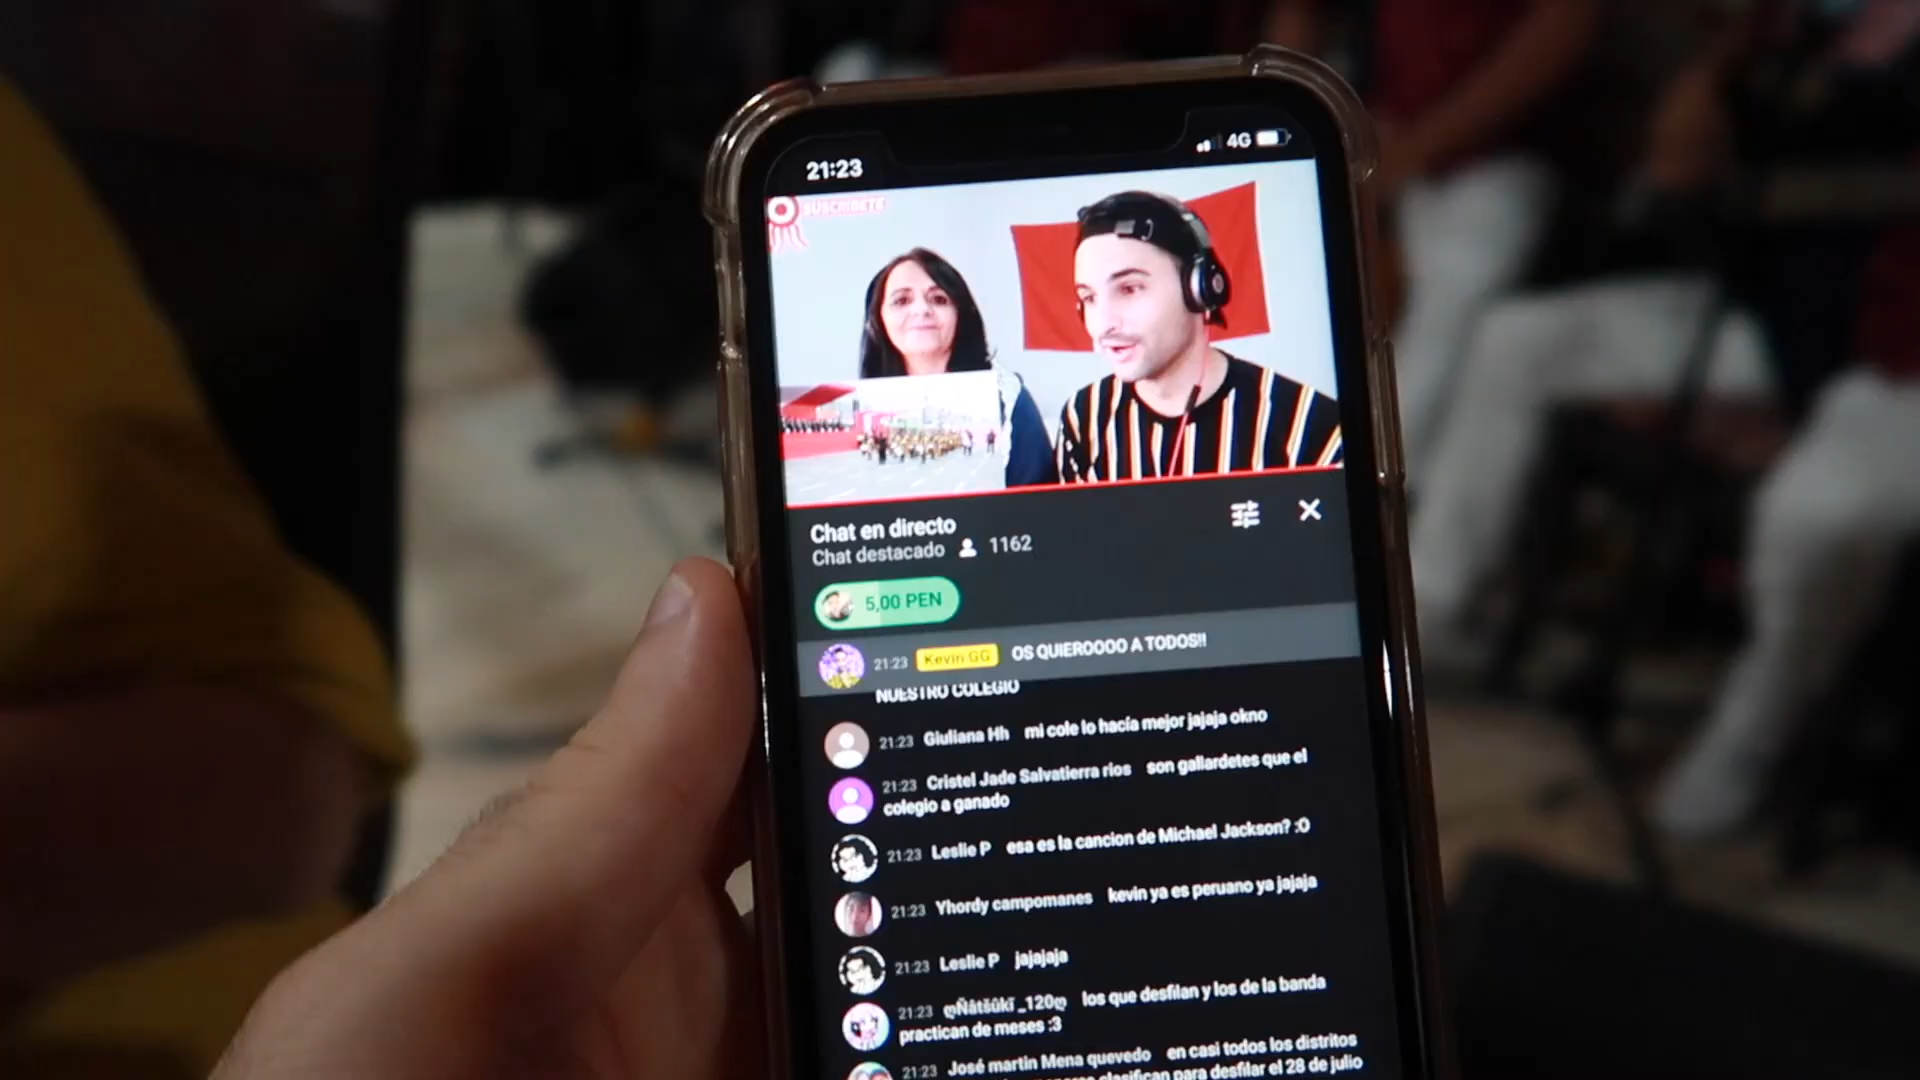 21:23
4G
SUSCRIBETE
Chat en directo
Chat destacado 1162
5,00 PEN
21:23 Kevin GG OS QUIEROOOO A TODOS!!
NUESTRO COLEGIO
21:23 Giuliana Hh mi cole lo hacía mejor jajaja okno
21:23 Cristel Jade Salvatierra rios son gallardetes que el
colegio a ganado
21:23 Leslie P esa es la cancion de Michael Jackson? :O
21:23 Yhordy campomanes kevin ya es peruano ya jajaja
21:23 Leslie P jajajaja
21:23 ღÑâtšûkĩ _120ღ los que desfilan y los de la banda
practican de meses :3
21:23 José martin Mena quevedo en casi todos los distritos
clasifican para desfilar el 28 de julio